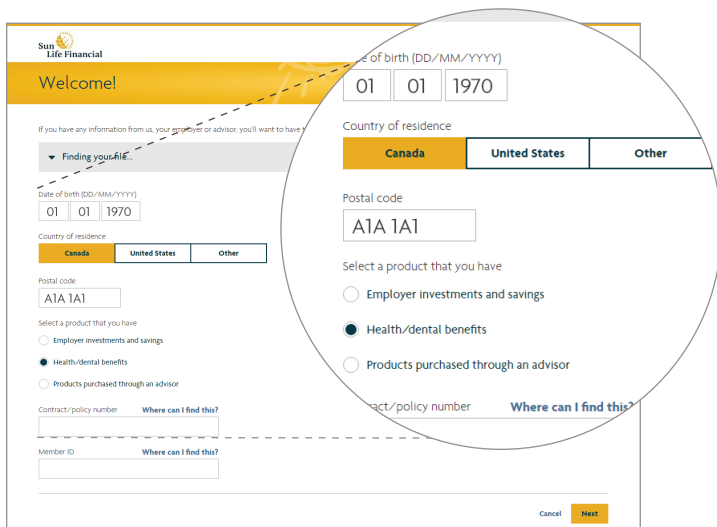 Sun
Life Financial
Welcome!
If you have any information from us, your employer or advisor, you'll want to have t
Finding your file...
Date of birth (DD/MM/YYYY)
01 01 1970
Country of residence
Canada United States Other
Postal code
A1A 1A1
Select a product that you have
Employer investments and savings
Health/dental benefits
Products purchased through an advisor
Contract/policy number Where can I find this?
Member ID Where can I find this?
Cancel Next
e of birth (DD/MM/YYYY)
01 01 1970
Country of residence
Canada United States Other
Postal code
A1A 1A1
Select a product that you have
Employer investments and savings
Health/dental benefits
Products purchased through an advisor
act/policy number Where can I find this?